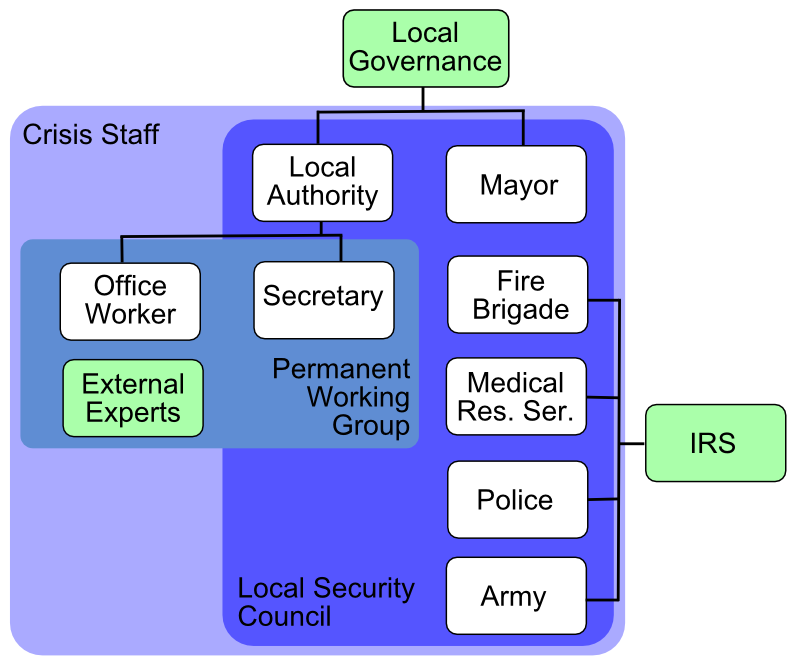 Local
Governance
Crisis Staff
Local
Authority
Mayor
Office
Worker
Secretary
Fire
Brigade
External
Experts
Permanent
Working
Group
Medical
Res. Ser.
IRS
Police
Local Security
Council
Army